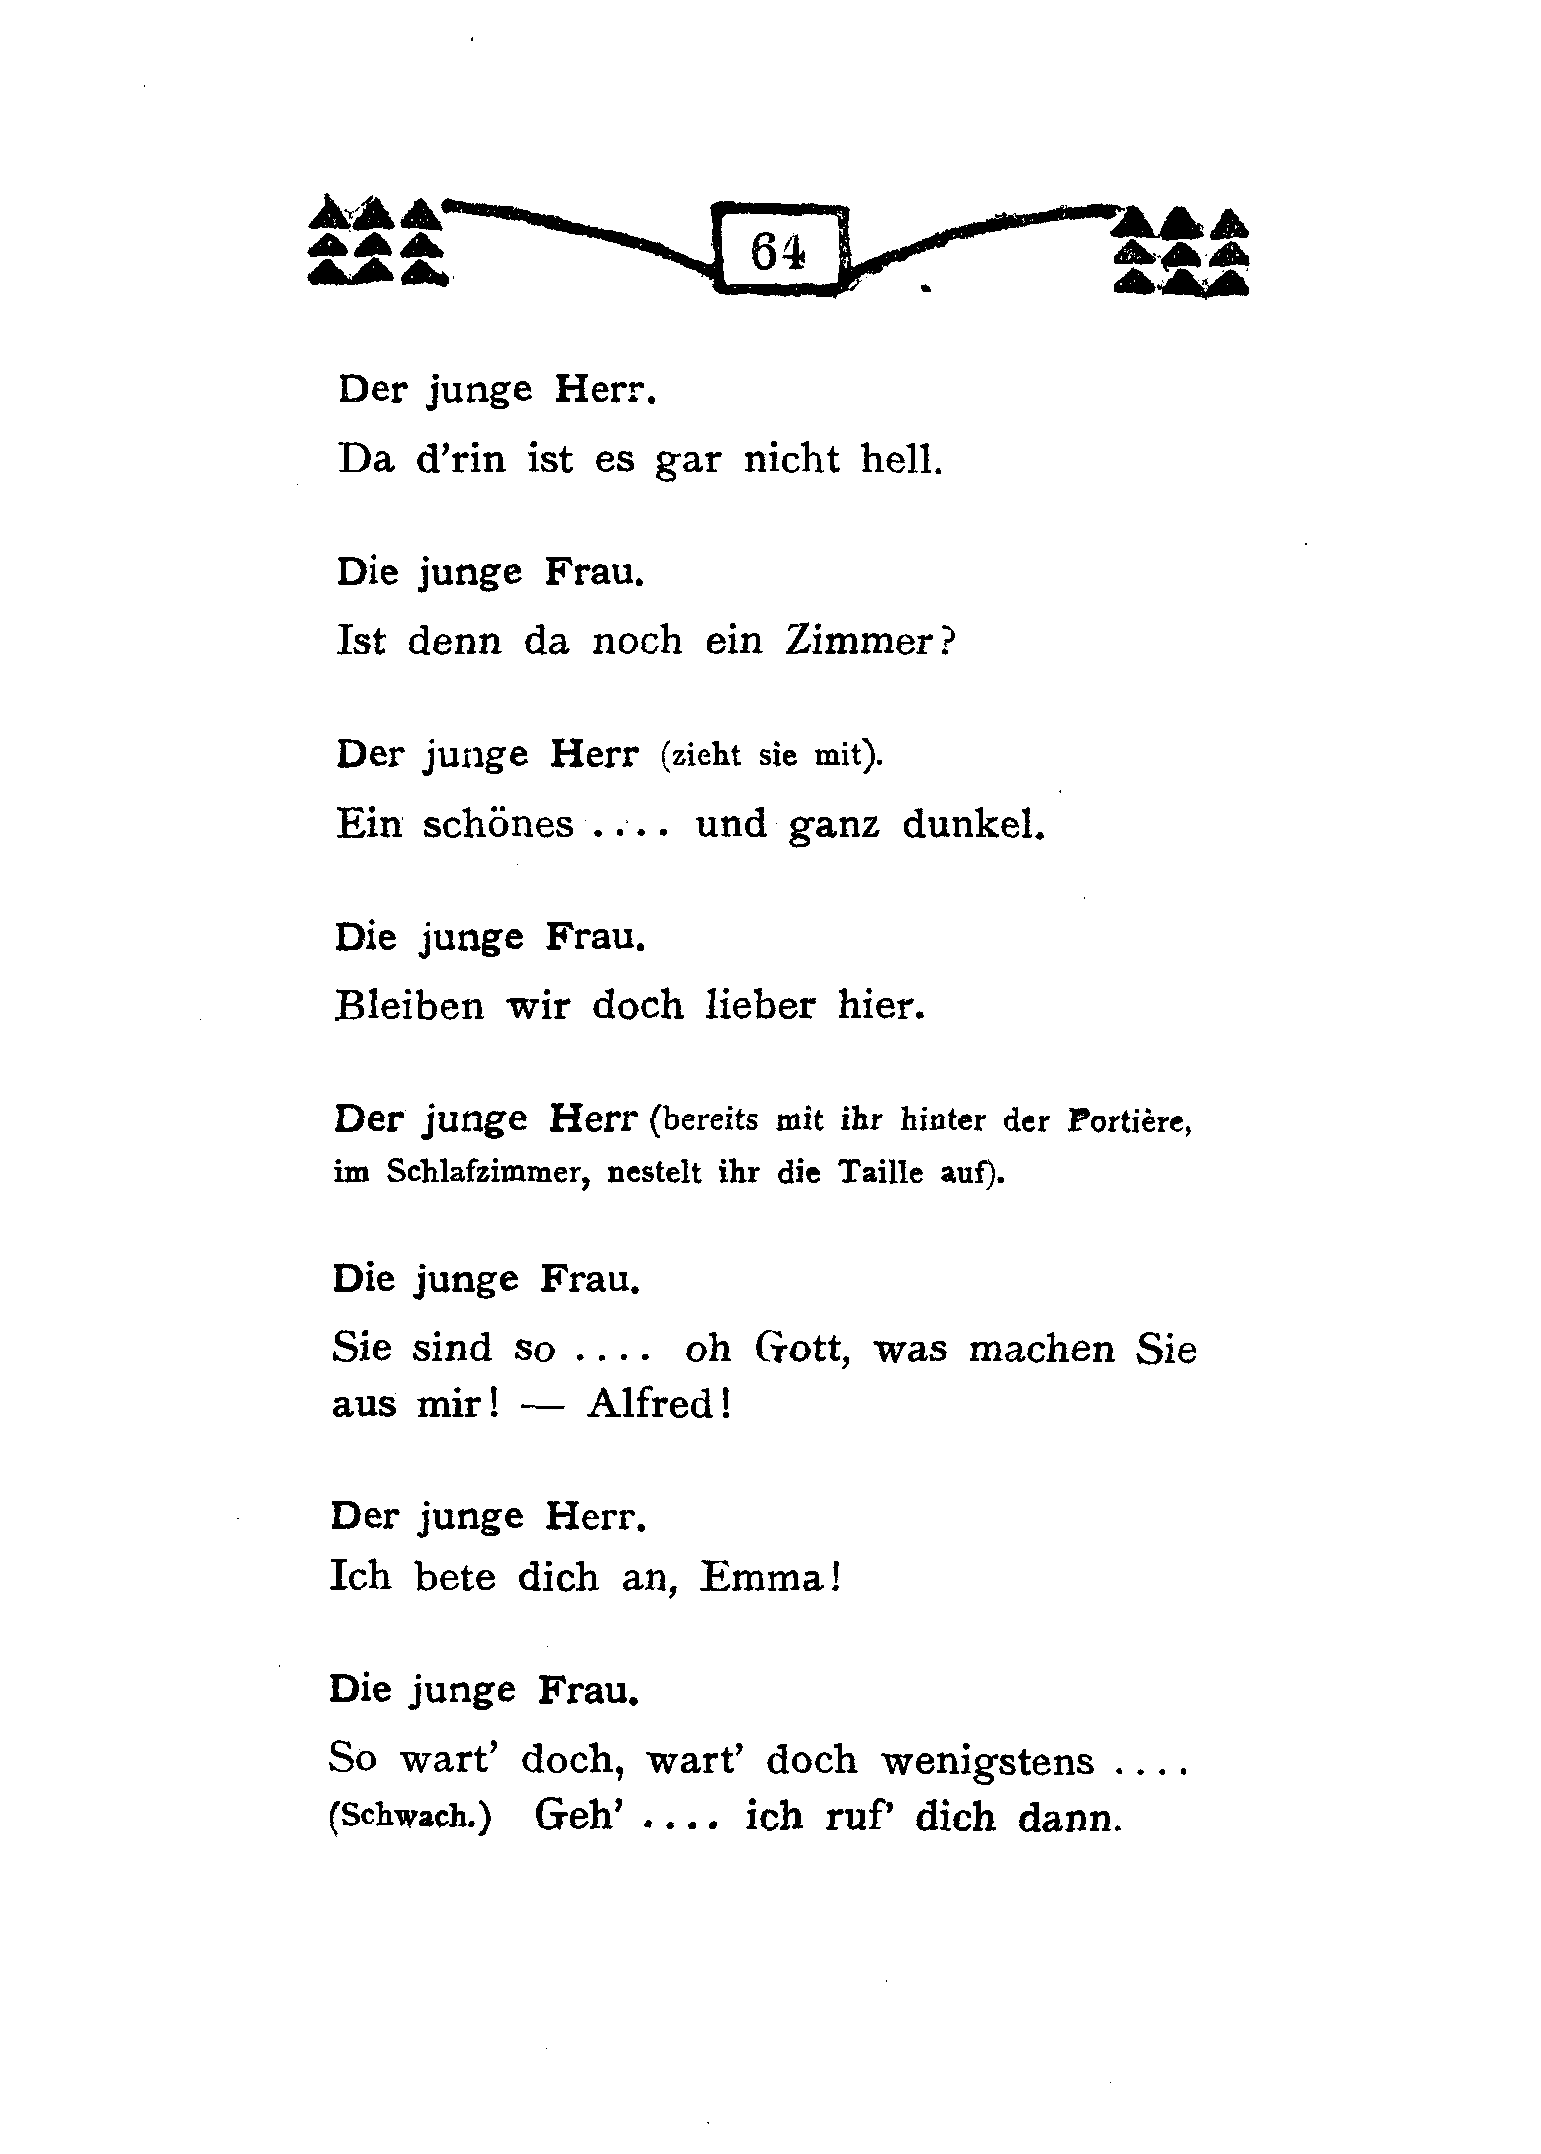 64
Der junge Herr.
Da d’rin ist es gar nicht hell.
Die junge Frau.
Ist denn da noch ein Zimmer?
Der junge Herr (zieht sie mit).
Ein schönes .... und ganz dunkel.
Die junge Frau.
Bleiben wir doch lieber hier.
Der junge Herr (bereits mit ihr hinter der Portière,
im Schlafzimmer, nestelt ihr die Taille auf).
Die junge Frau.
Sie sind so .... oh Gott, was machen Sie
aus mir! — Alfred!
Der junge Herr.
Ich bete dich an, Emma!
Die junge Frau.
So wart’ doch, wart’ doch wenigstens ....
(Schwach.) Geh’ .... ich ruf’ dich dann.